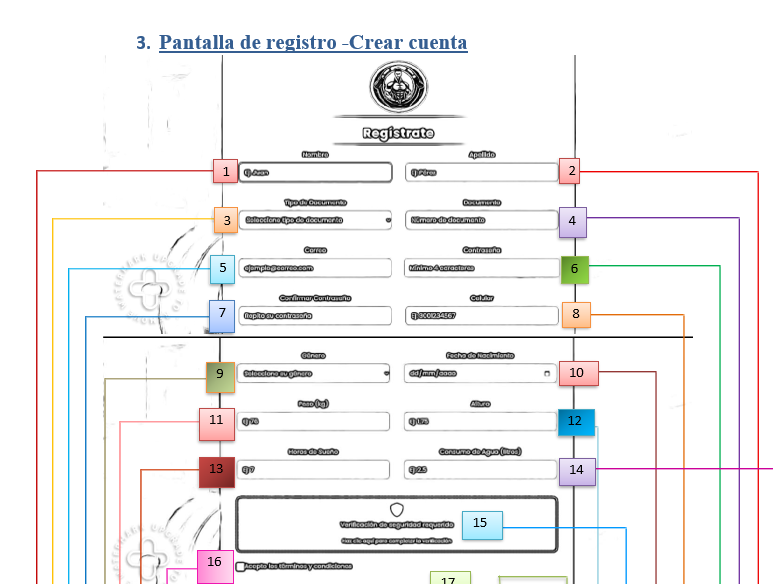 3. Pantalla de registro -Crear cuenta
Regístrate
Nombre Apellido
1 Ej: Juan Ej: Pérez 2
Tipo de Documento Documento
3 Seleccione tipo de documento Número de documento 4
Correo Contraseña
5 ejemplo@correo.com Mínimo 6 caracteres 6
Confirmar Contraseña Celular
7 Repita su contraseña Ej: 3001234567 8
Género Fecha de Nacimiento
9 Seleccione su género dd/mm/aaaa 10
Peso (kg) Altura
11 Ej: 70 Ej: 1.75 12
Horas de Sueño Consumo de Agua (litros)
13 Ej: 7 Ej: 2.5 14
Verificación de seguridad requerida 15
Haz clic aquí para completar la verificación
16 Acepto los términos y condiciones
17